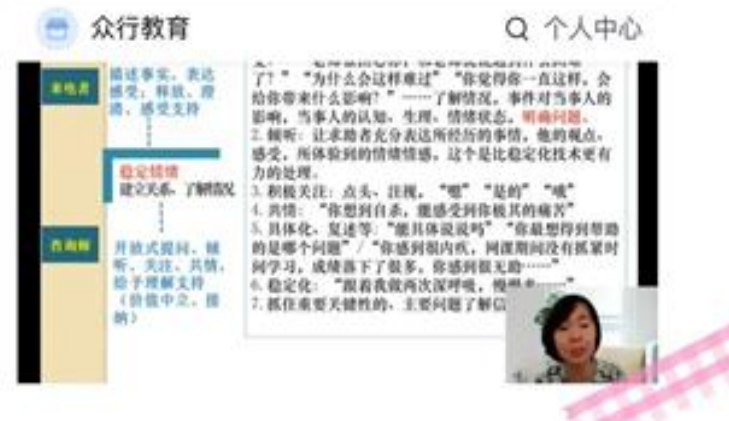 众行教育
个人中心
来电者
描述事实、表达
感受；释放、澄
清、感受支持
稳定情绪
建立关系，了解情况
咨询师
开放式提问、倾
听、关注、共情、
给予理解支持
（价值中立、接
纳）
了？”“为什么会这样难过”“你觉得你一直这样，会
给你带来什么影响？”……了解情况，事件对当事人的
影响，当事人的认知、生理、情绪状态，明确问题。
2. 倾听：让求助者充分表达所经历的事情，他的观点、
感受，所体验到的情绪情感，这个是比稳定化技术更有
力的处理。
3. 积极关注：点头、注视，“嗯”“是的”“哦”
4. 共情：“你想到自杀，能感受到你极其的痛苦”
5. 具体化、复述等：“能具体说说吗”“你最想得到帮助
的是哪个问题”/“你感到很内疚，网课期间没有抓紧时
间学习，成绩落下了很多，你感到很无助……”
6. 稳定化：“跟着我做两次深呼吸，慢慢
7. 抓住重要关键性的、主要问题了解信